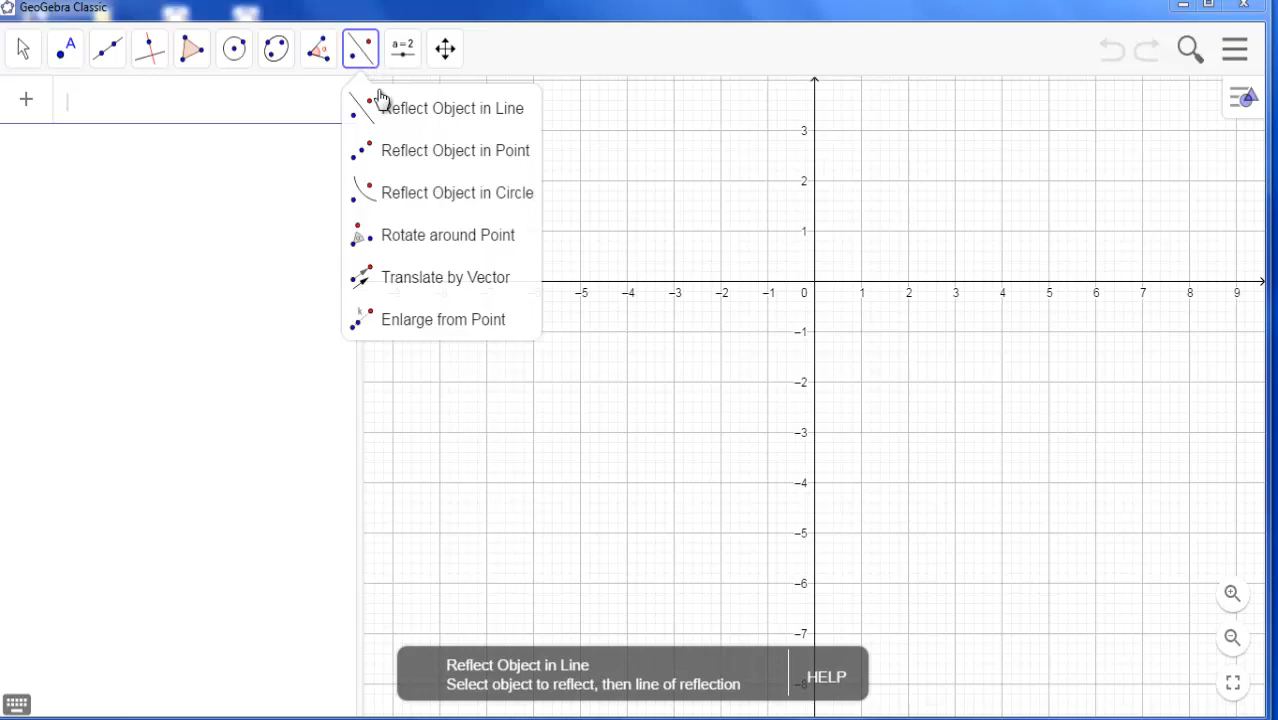 GeoGebra Classic
A
α
a=2
+
Reflect Object in Line
Reflect Object in Point
Reflect Object in Circle
Rotate around Point
Translate by Vector
k
Enlarge from Point
3
2
1
–5 –4 –3 –2 –1 0 1 2 3 4 5 6 7 8 9
–1
–2
–3
–4
–5
–6
–7
–8
Reflect Object in Line
Select object to reflect, then line of reflection
HELP